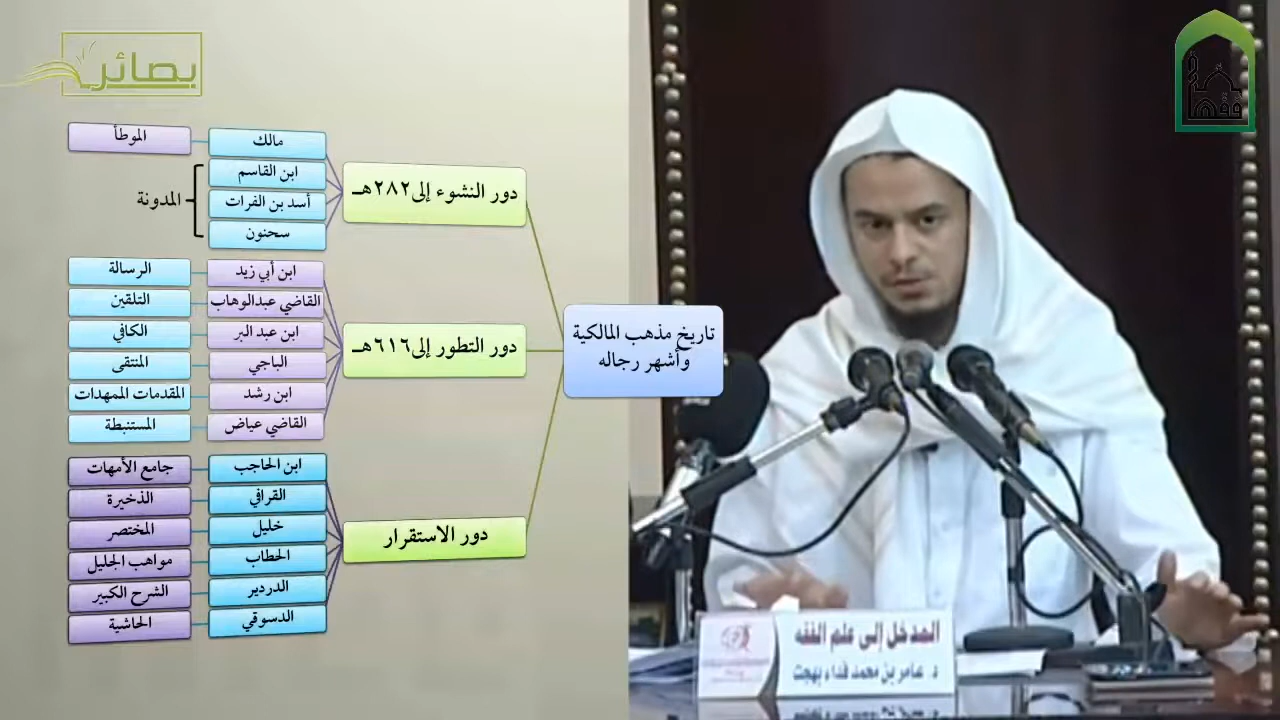 بصائر
تاريخ مذهب المالكية
وأشهر رجاله
دور النشوء إلى ٢٨٢هـ
مالك
الموطأ
ابن القاسم
أسد بن الفرات
سحنون
المدونة
دور التطور إلى ٦١٦هـ
ابن أبي زيد
الرسالة
القاضي عبدالوهاب
التلقين
ابن عبد البر
الكافي
الباجي
المنتقى
ابن رشد
المقدمات الممهدات
القاضي عياض
المستنبطة
دور الاستقرار
ابن الحاجب
جامع الأمهات
القرافي
الذخيرة
خليل
المختصر
الحطاب
مواهب الجليل
الدردير
الشرح الكبير
الدسوقي
الحاشية
المدخل إلى علم الفقه
د. عامر بن محمد فداء بهجت